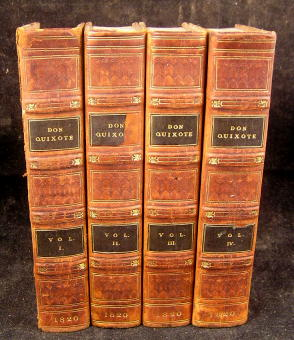 DON
QUIXOTE
VOL.
I.
1820
DON
QUIXOTE
VOL.
II.
1820
DON
QUIXOTE
VOL.
III.
1820
DON
QUIXOTE
VOL.
IV.
1820